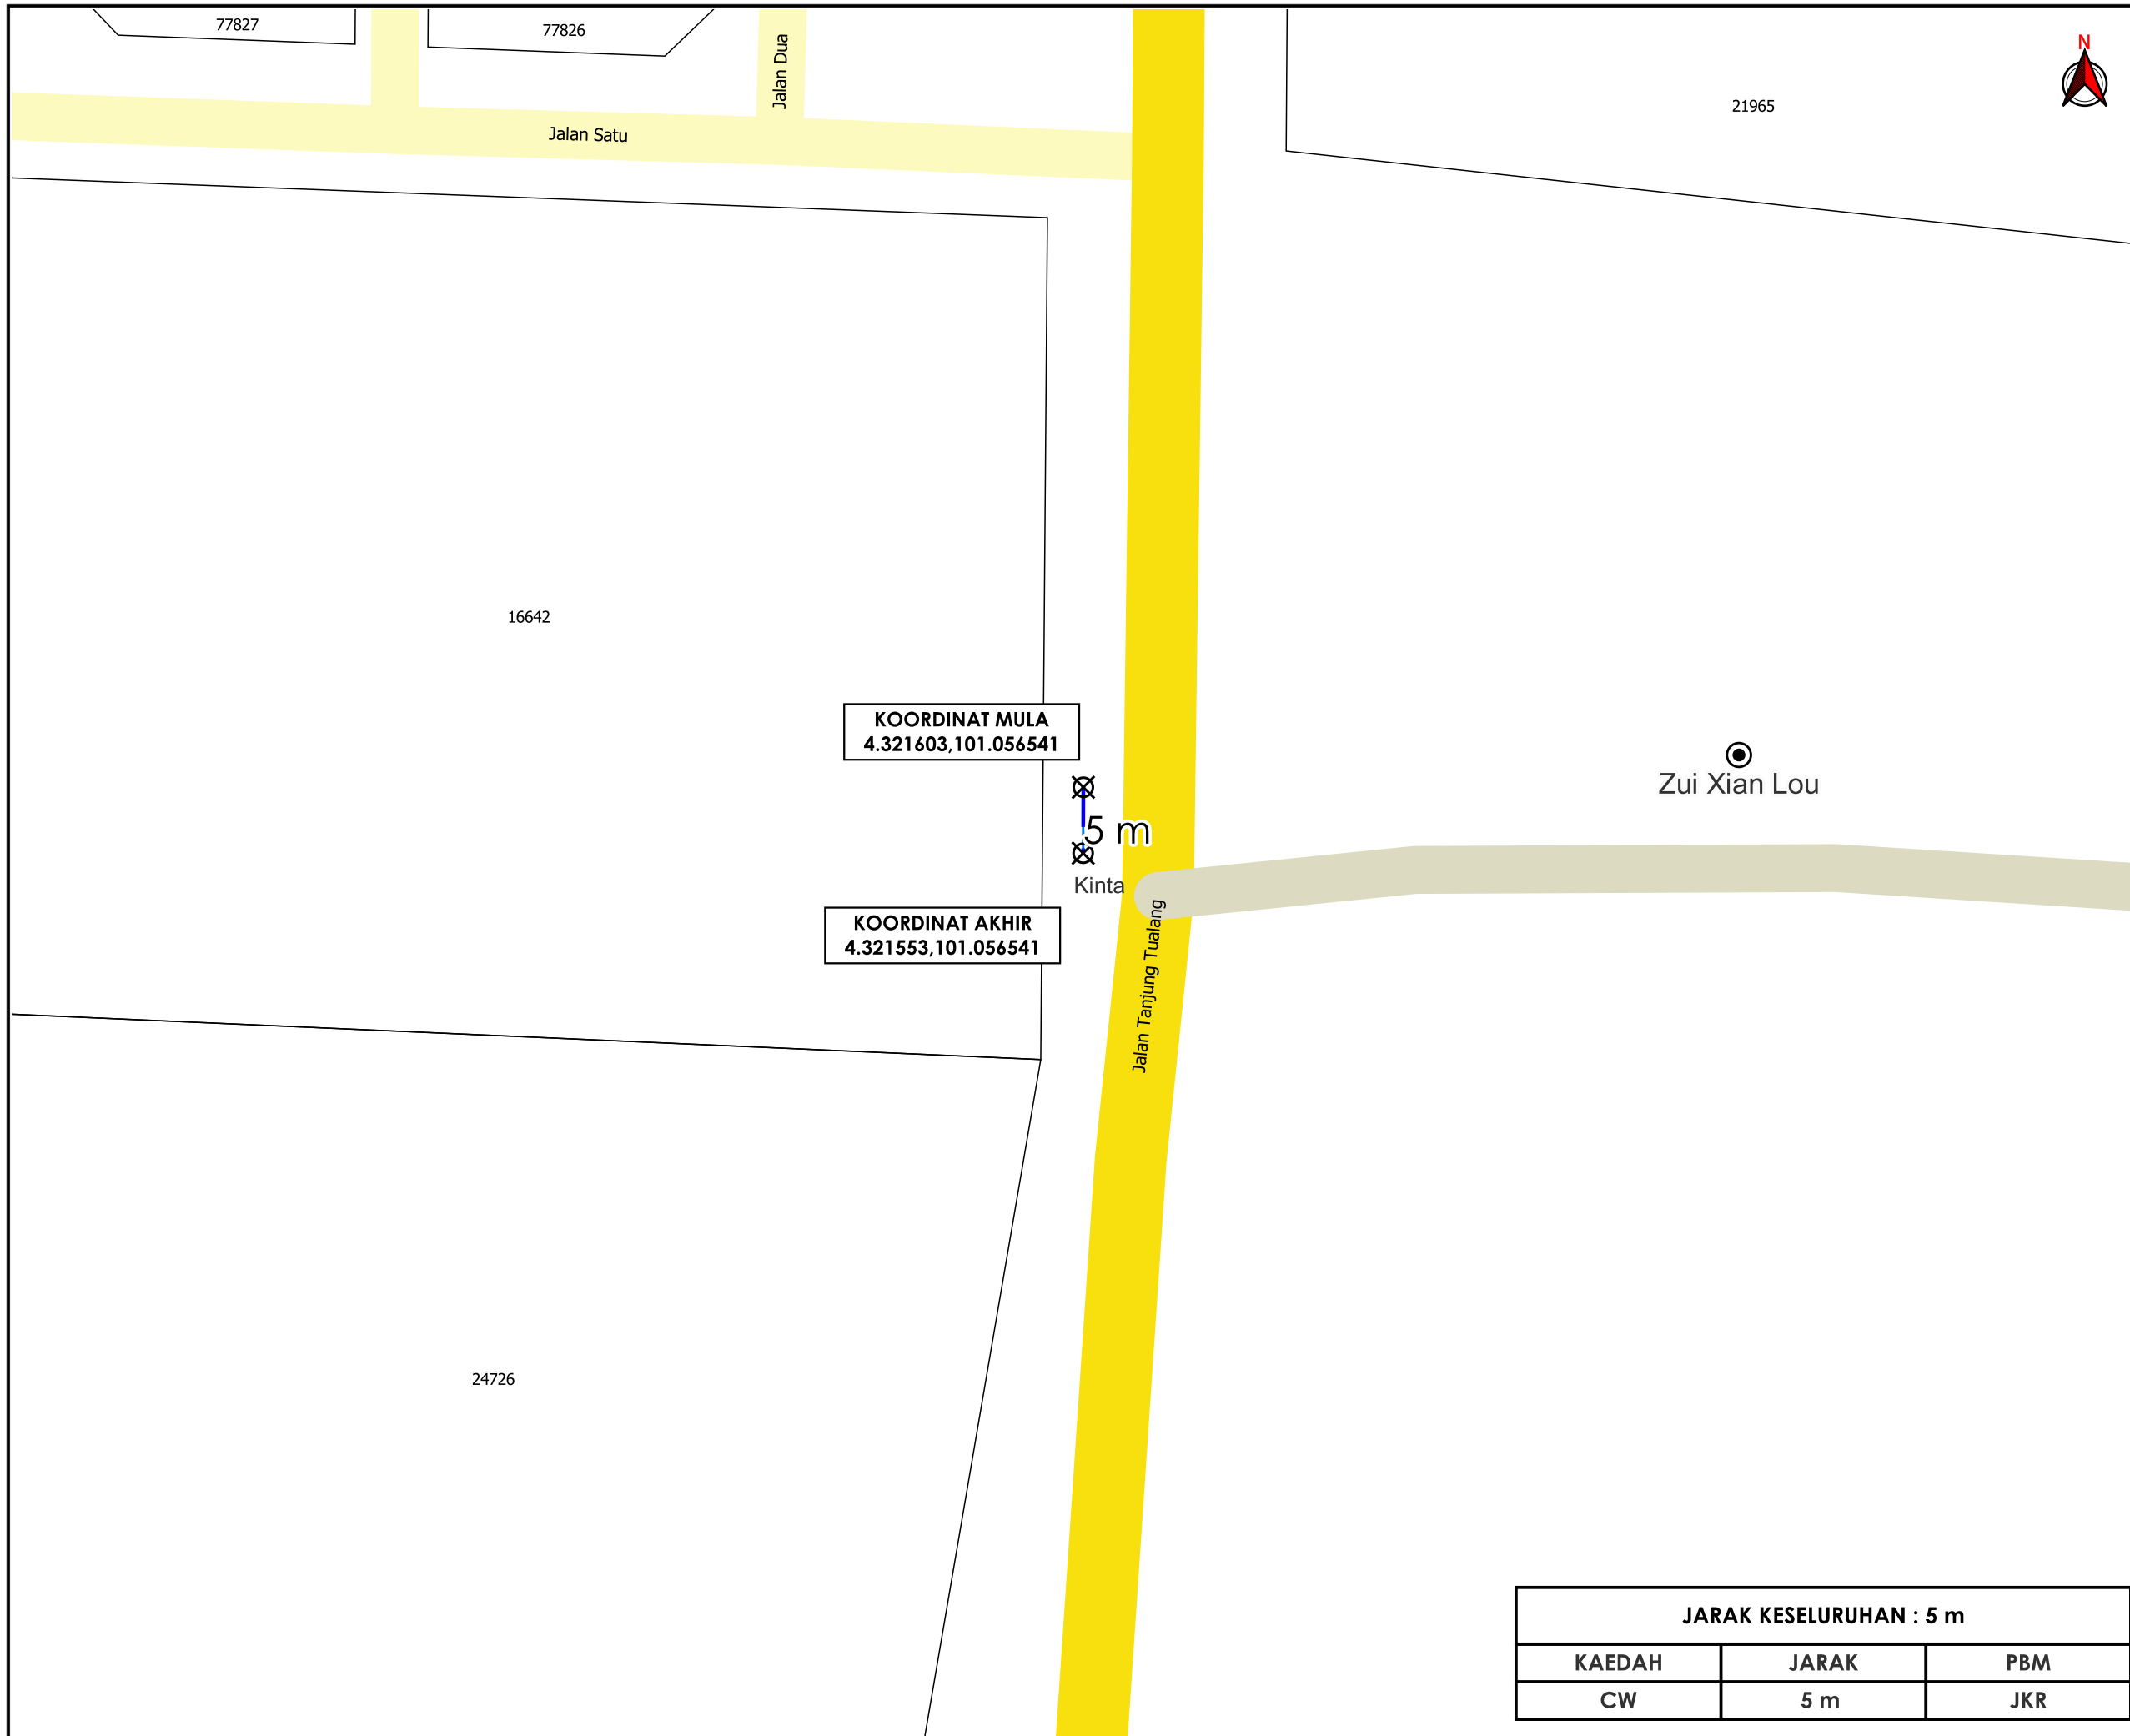 77827
77826
Jalan Dua
N
21965
Jalan Satu
16642
KOORDINAT MULA
4.321603,101.056541
Zui Xian Lou
5 m
Kinta
KOORDINAT AKHIR
4.321553,101.056541
Jalan Tanjung Tualang
24726
JARAK KESELURUHAN : 5 m
KAEDAH JARAK PBM
CW 5 m JKR